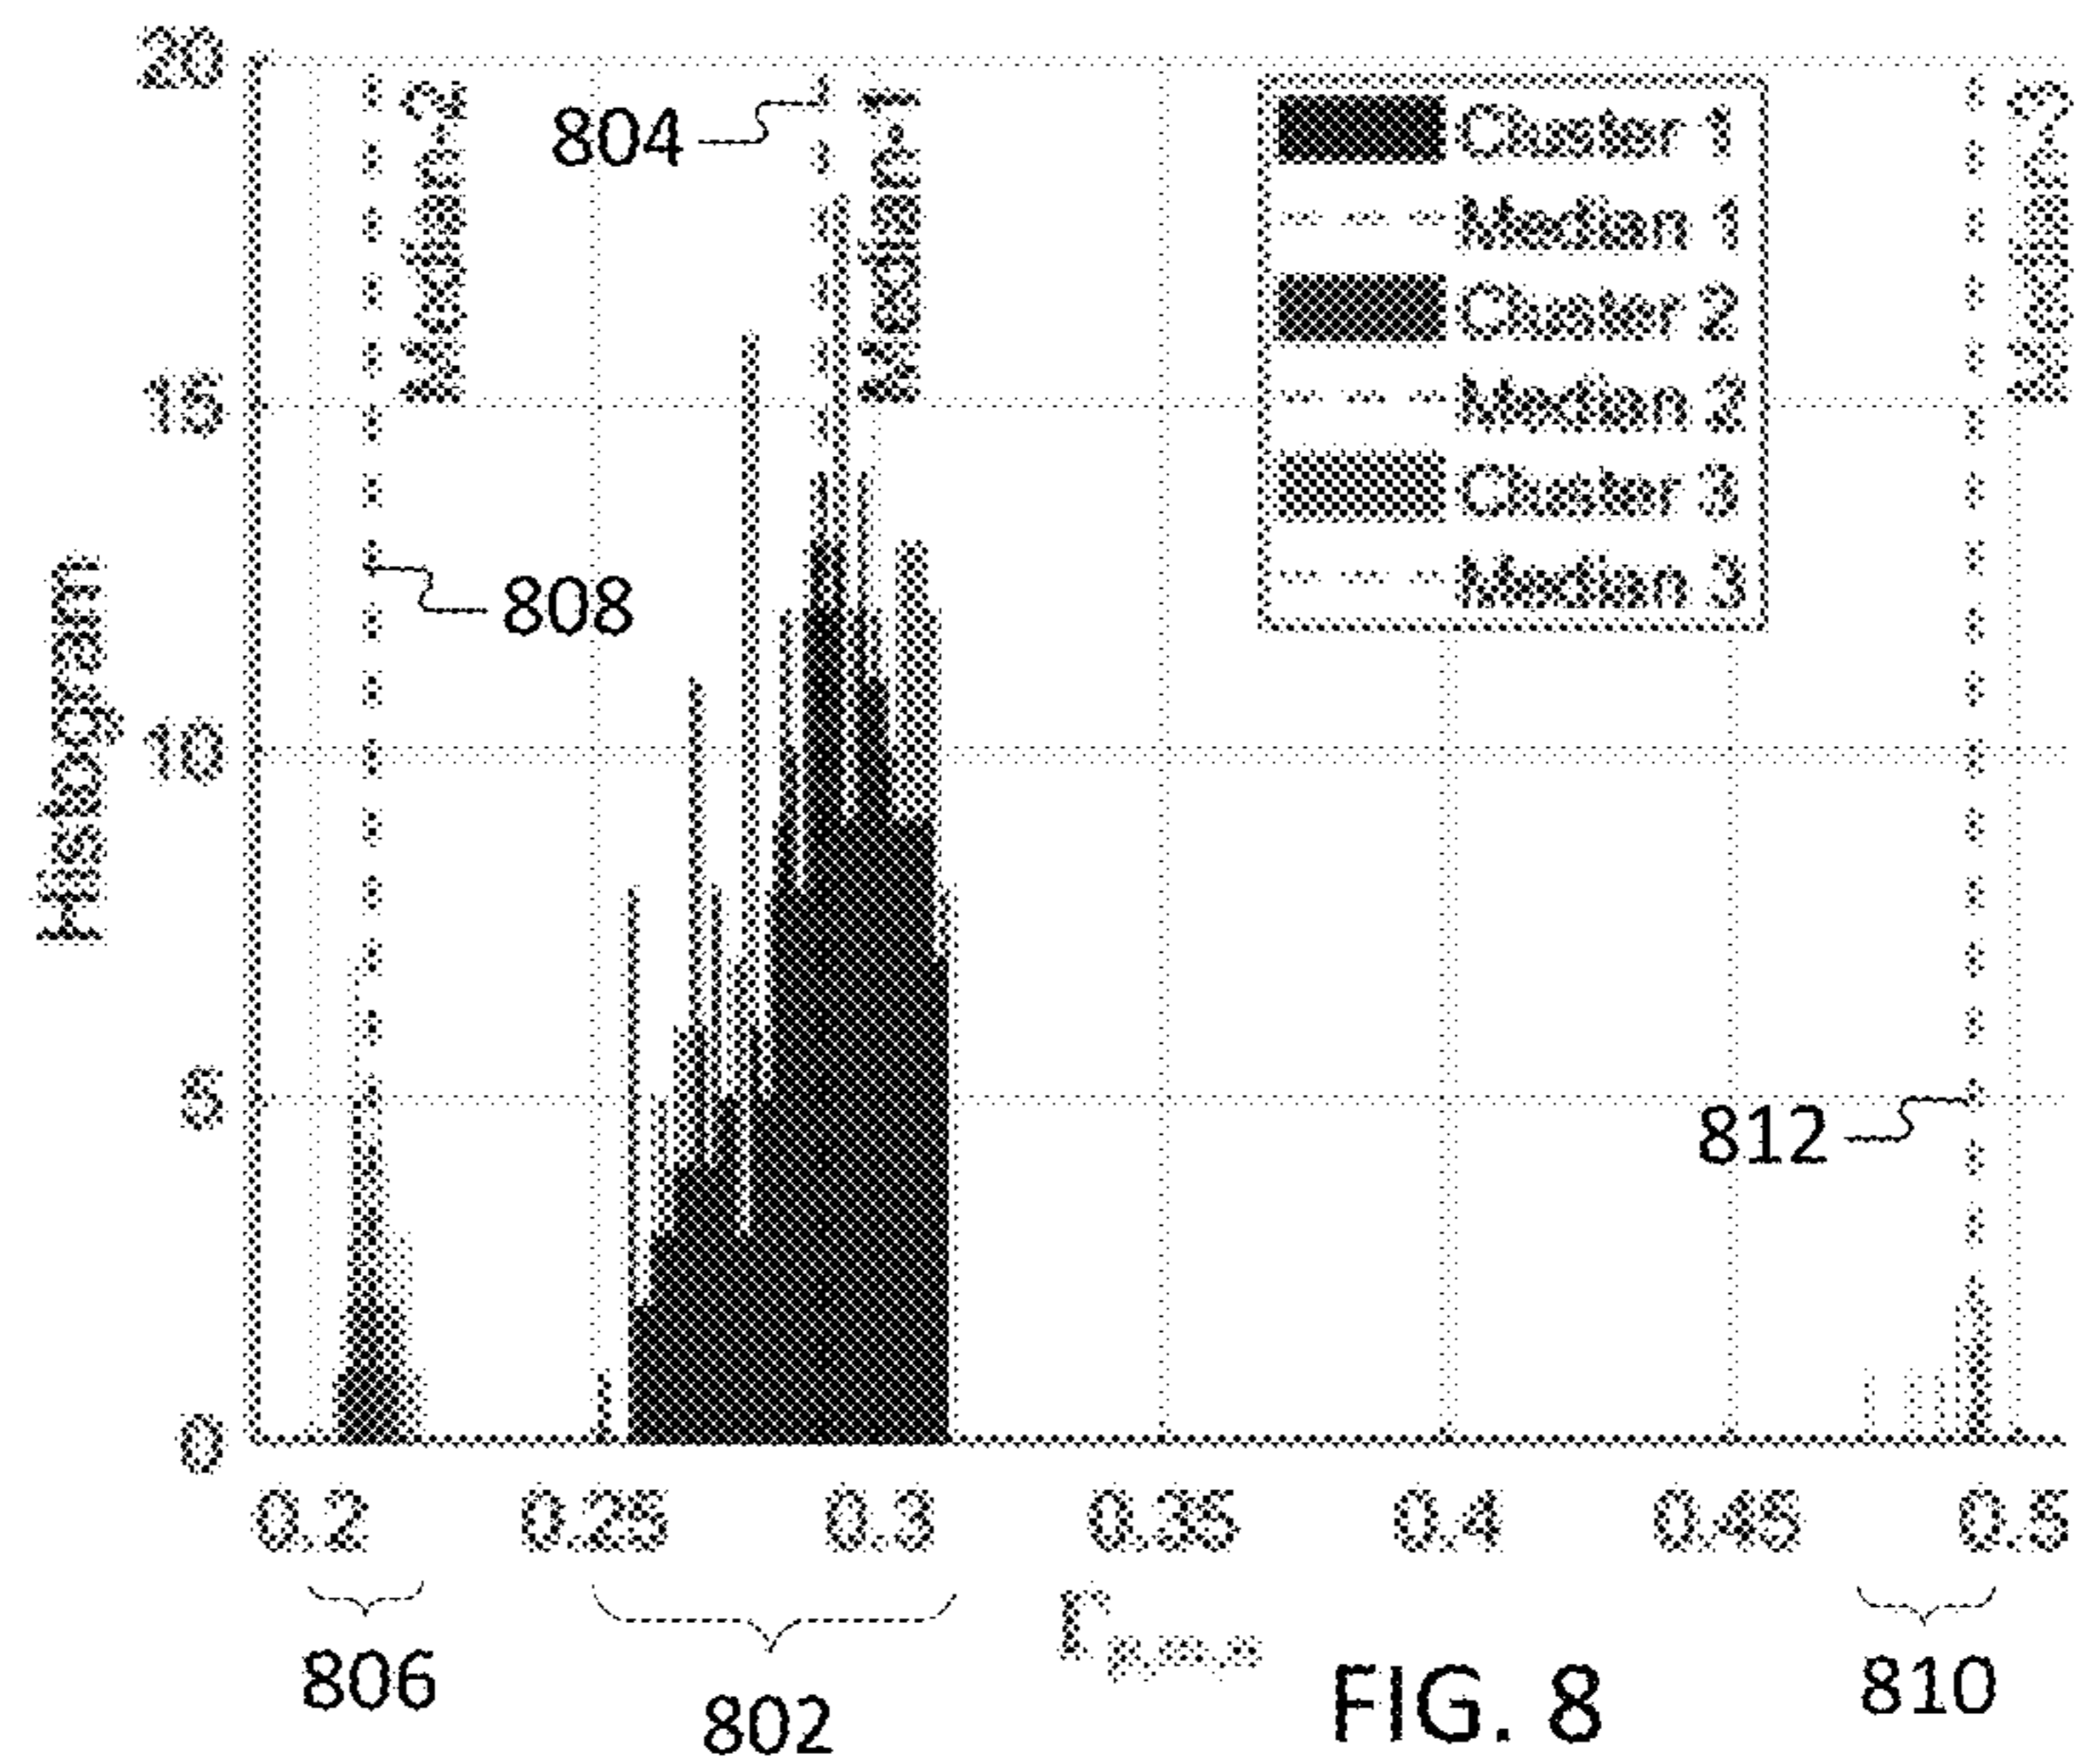 20
15
10
5
0
Histogram
Median-2
804
Median-1
808
Cluster 1
Median 1
Cluster 2
Median 2
Cluster 3
Median 3
812
0.2
0.25
0.3
0.35
0.4
0.45
0.5
806
802
810
FIG. 8